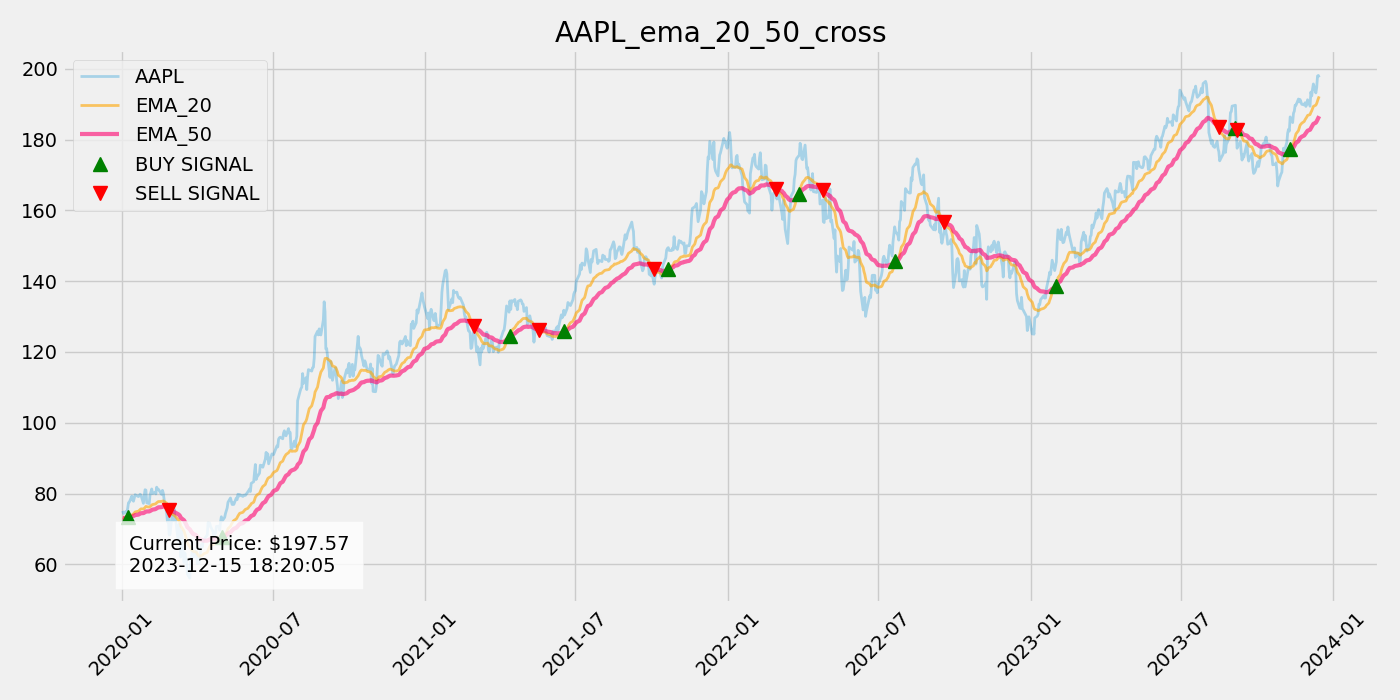 AAPL_ema_20_50_cross
200
180
160
140
120
100
80
60
AAPL
EMA_20
EMA_50
BUY SIGNAL
SELL SIGNAL
Current Price: $197.57
2023-12-15 18:20:05
2020-01
2020-07
2021-01
2021-07
2022-01
2022-07
2023-01
2023-07
2024-01